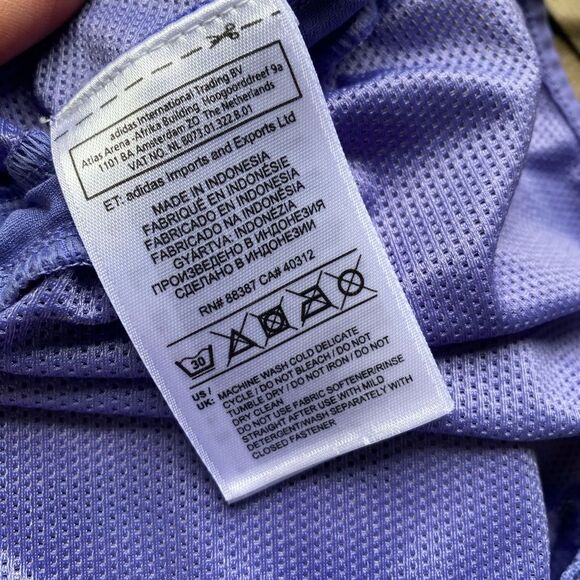 adidas International Trading BV
Atlas Arena Afrika Building, Hoogoorddreef 9a
1101 BA Amsterdam ZO The Netherlands
VAT NO. NL 8073.01.322.B.01
ET: adidas Imports and Exports Ltd
MADE IN INDONESIA
FABRIQUÉ EN INDONÉSIE
FABRICADO EN INDONESIA
FABRICADO NA INDONÉSIA
GYÁRTVA: INDONÉZIA
ПРОИЗВЕДЕНО В ИНДОНЕЗИЯ
СДЕЛАНО В ИНДОНЕЗИИ
RN# 88387 CA# 40312
30
US / UK: MACHINE WASH COLD DELICATE
CYCLE / DO NOT BLEACH / DO NOT
TUMBLE DRY / DO NOT IRON / DO NOT
DRY CLEAN
DO NOT USE FABRIC SOFTENER/RINSE
STRAIGHT AFTER USE WITH MILD
DETERGENT/WASH SEPARATELY WITH
CLOSED FASTENER